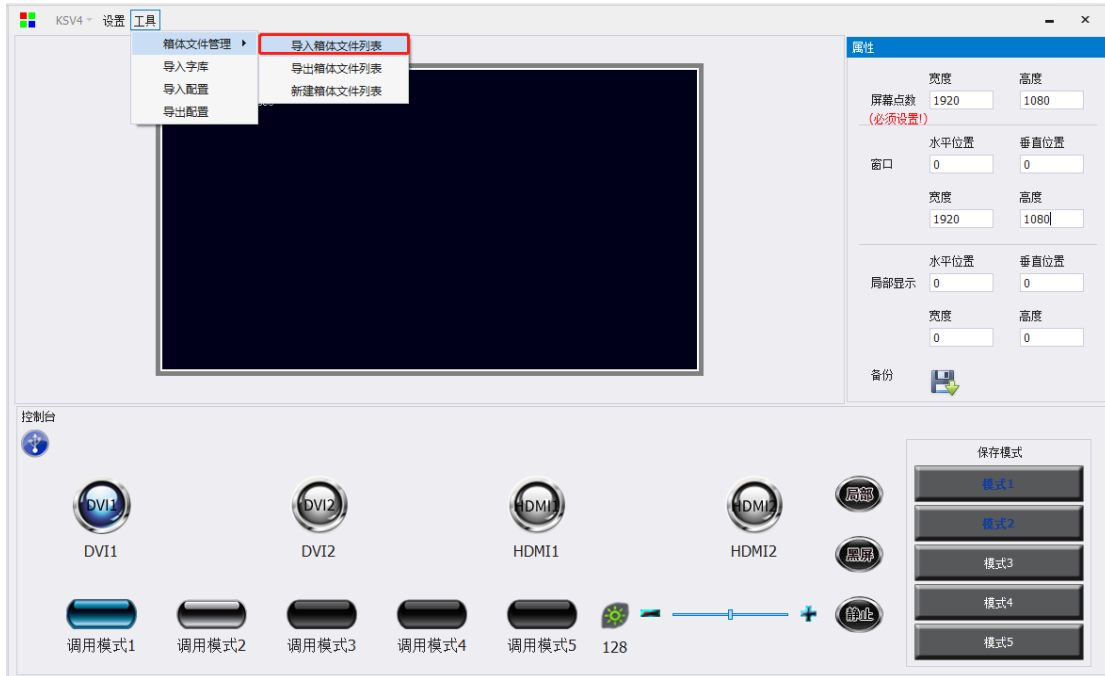 KSV4 设置 工具
箱体文件管理
导入字库
导入配置
导出配置
导入箱体文件列表
导出箱体文件列表
新建箱体文件列表
属性
宽度 高度
屏幕点数 1920 1080
(必须设置!)
水平位置 垂直位置
窗口 0 0
宽度 高度
1920 1080
水平位置 垂直位置
局部显示 0 0
宽度 高度
0 0
备份
控制台
DVI1 DVI2 HDMI1 HDMI2
DVI1 DVI2 HDMI1 HDMI2
局部
黑屏
静止
调用模式1 调用模式2 调用模式3 调用模式4 调用模式5 128
保存模式
模式1
模式2
模式3
模式4
模式5